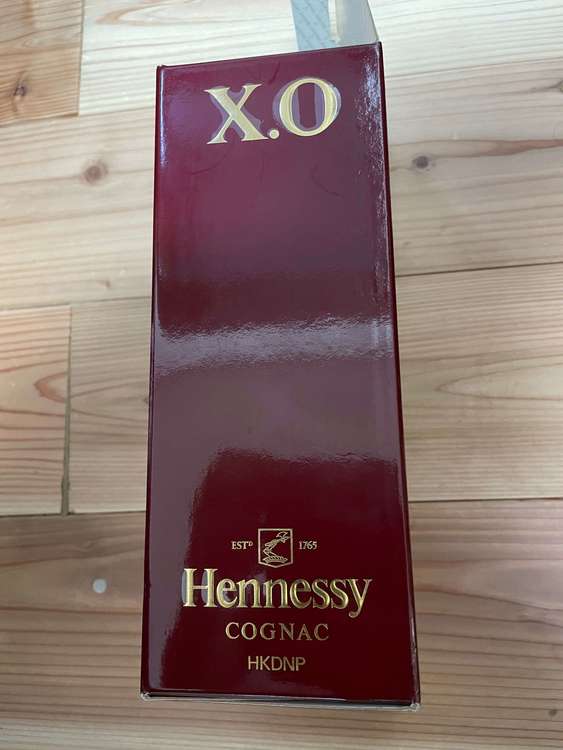 X.O
ESTD 1765
Hennessy
COGNAC
HKDNP